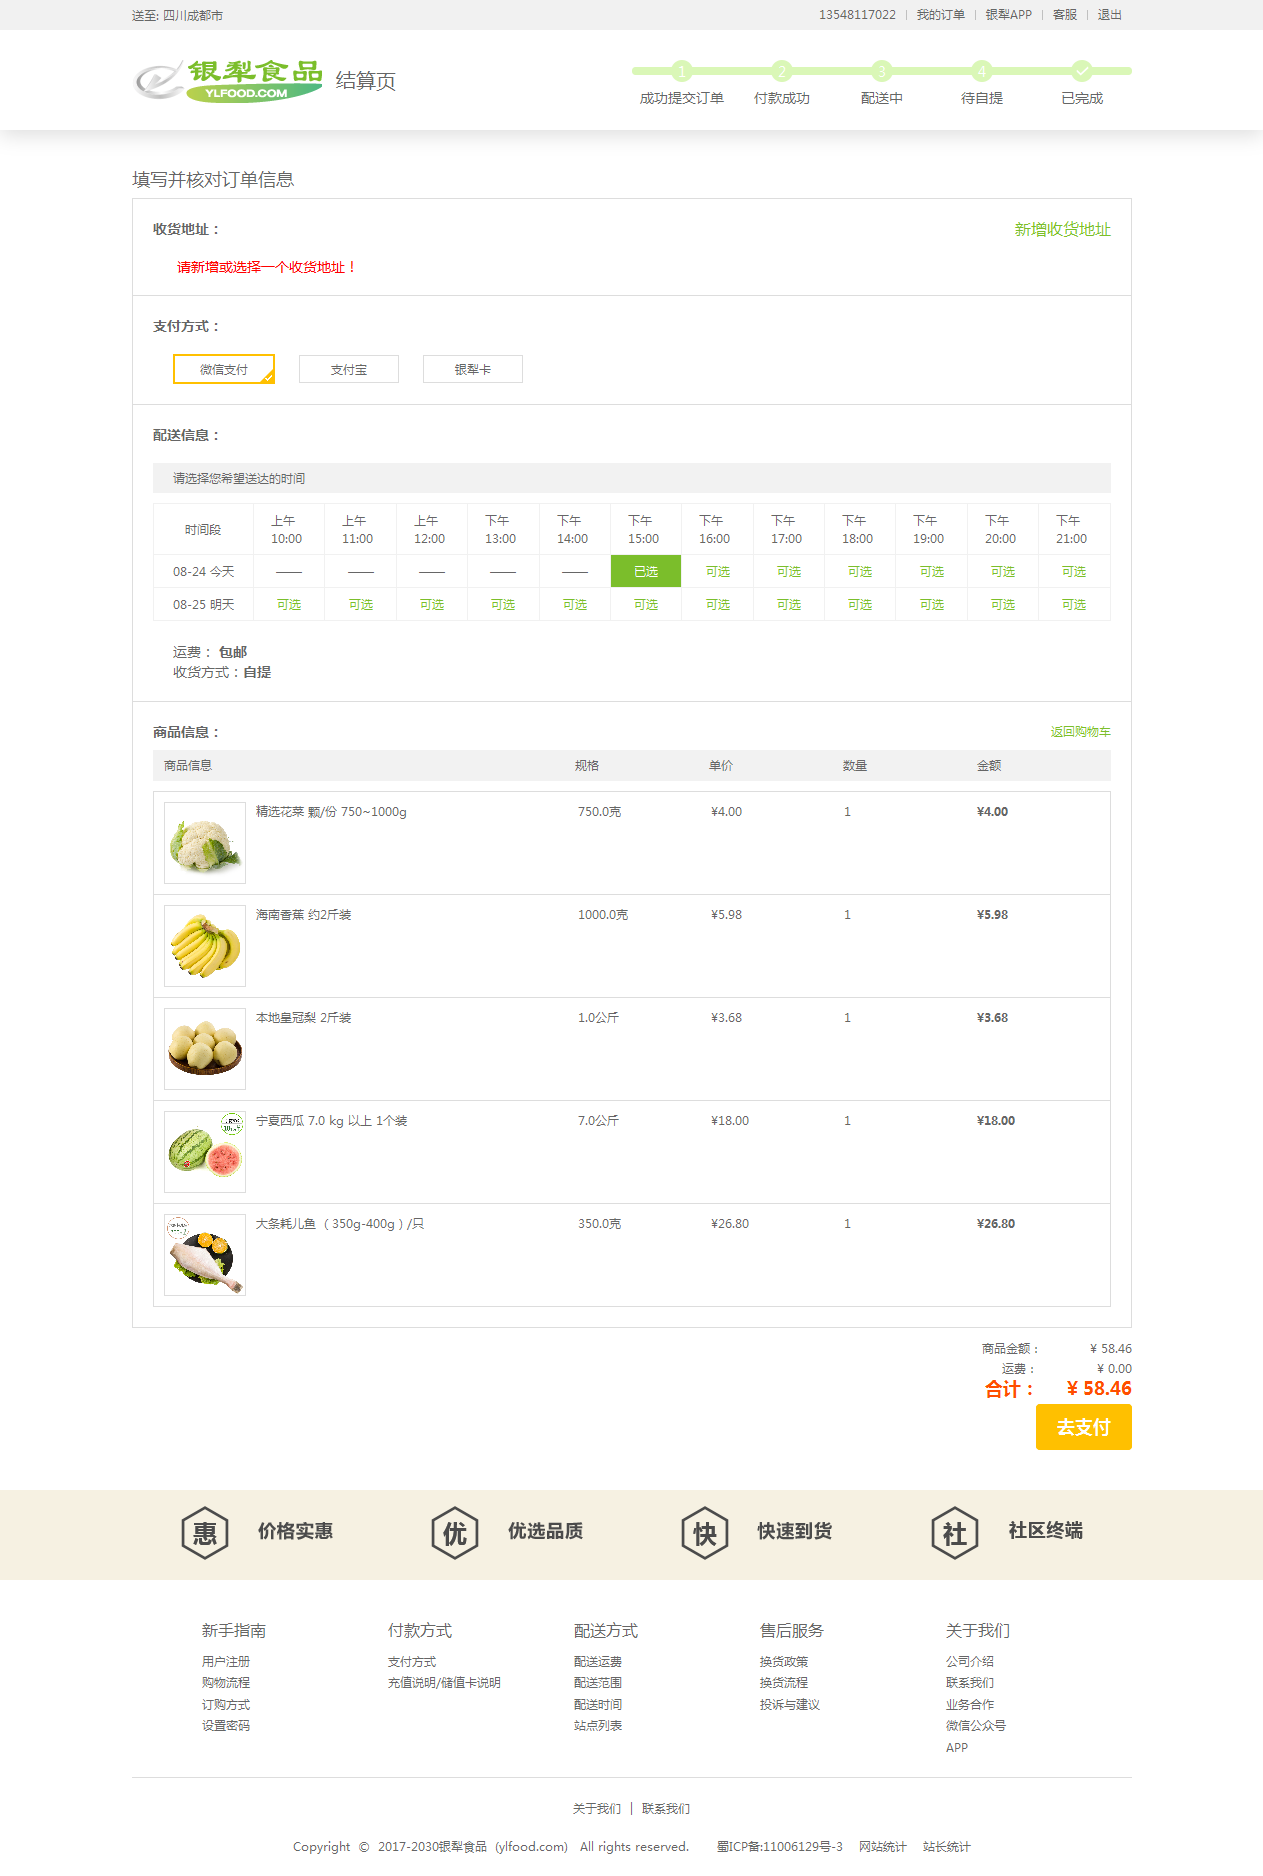 送至: 四川成都市
13548117022 | 我的订单 | 银犁APP | 客服 | 退出
银犁食品
YLFOOD.COM
结算页
1 2 3 4
成功提交订单 付款成功 配送中 待自提 已完成
填写并核对订单信息
收货地址： 新增收货地址
请新增或选择一个收货地址！
支付方式：
微信支付 支付宝 银犁卡
配送信息：
请选择您希望送达的时间
时间段 上午 10:00 上午 11:00 上午 12:00 下午 13:00 下午 14:00 下午 15:00 下午 16:00 下午 17:00 下午 18:00 下午 19:00 下午 20:00 下午 21:00
08-24 今天 —— —— —— —— —— 已选 可选 可选 可选 可选 可选 可选
08-25 明天 可选 可选 可选 可选 可选 可选 可选 可选 可选 可选 可选 可选
运费： 包邮
收货方式：自提
商品信息： 返回购物车
商品信息 规格 单价 数量 金额
精选花菜 颗/份 750~1000g 750.0克 ¥4.00 1 ¥4.00
海南香蕉 约2斤装 1000.0克 ¥5.98 1 ¥5.98
本地皇冠梨 2斤装 1.0公斤 ¥3.68 1 ¥3.68
宁夏西瓜 7.0 kg 以上 1个装 7.0公斤 ¥18.00 1 ¥18.00
大条耗儿鱼 （350g-400g）/只 350.0克 ¥26.80 1 ¥26.80
商品金额： ¥ 58.46
运费： ¥ 0.00
合计： ¥ 58.46
去支付
惠 价格实惠 优 优选品质 快 快速到货 社 社区终端
新手指南 付款方式 配送方式 售后服务 关于我们
用户注册 支付方式 配送运费 换货政策 公司介绍
购物流程 充值说明/储值卡说明 配送范围 换货流程 联系我们
订购方式 配送时间 投诉与建议 业务合作
设置密码 站点列表 微信公众号
APP
关于我们 | 联系我们
Copyright © 2017-2030银犁食品 (ylfood.com) All rights reserved. 蜀ICP备:11006129号-3 网站统计 站长统计